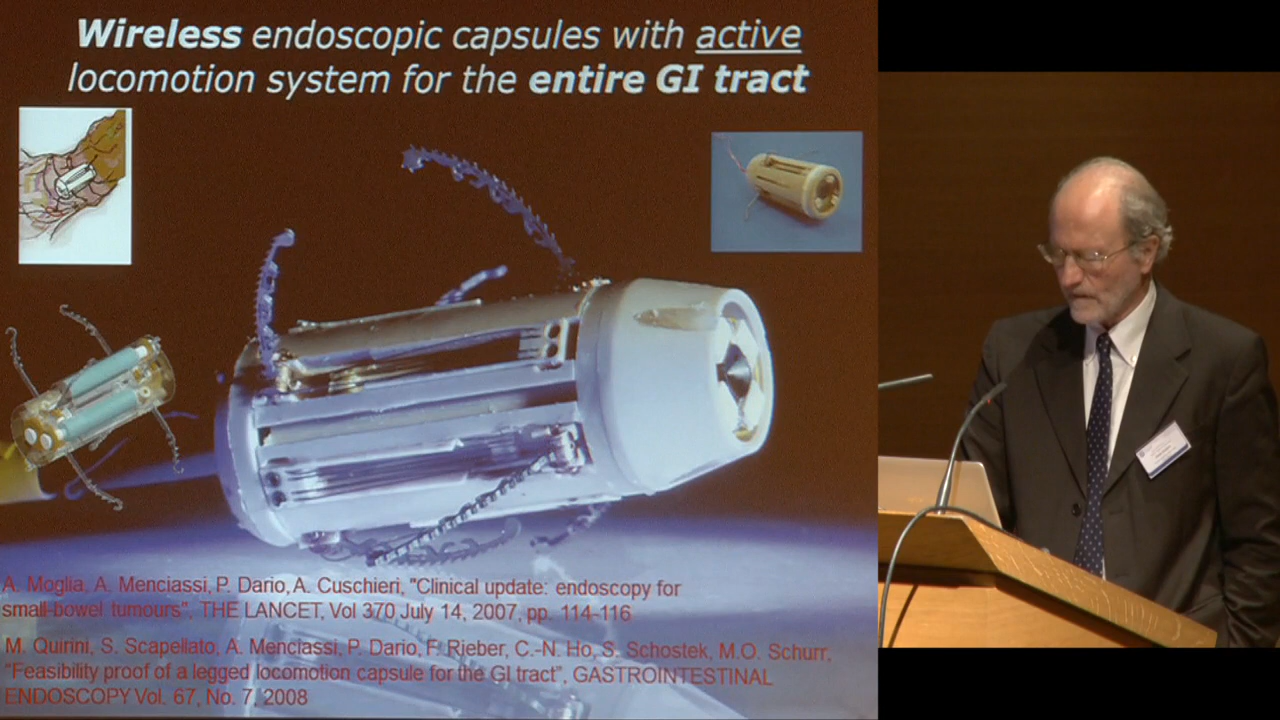 Wireless endoscopic capsules with active
locomotion system for the entire GI tract
A. Moglia, A. Menciassi, P. Dario, A. Cuschieri, "Clinical update: endoscopy for
small-bowel tumours", THE LANCET, Vol 370 July 14, 2007, pp. 114-116
M. Quirini, S. Scapellato, A. Menciassi, P. Dario, F. Rieber, C.-N. Ho, S. Schostek, M.O. Schurr,
"Feasibility proof of a legged locomotion capsule for the GI tract", GASTROINTESTINAL
ENDOSCOPY Vol. 67, No. 7, 2008